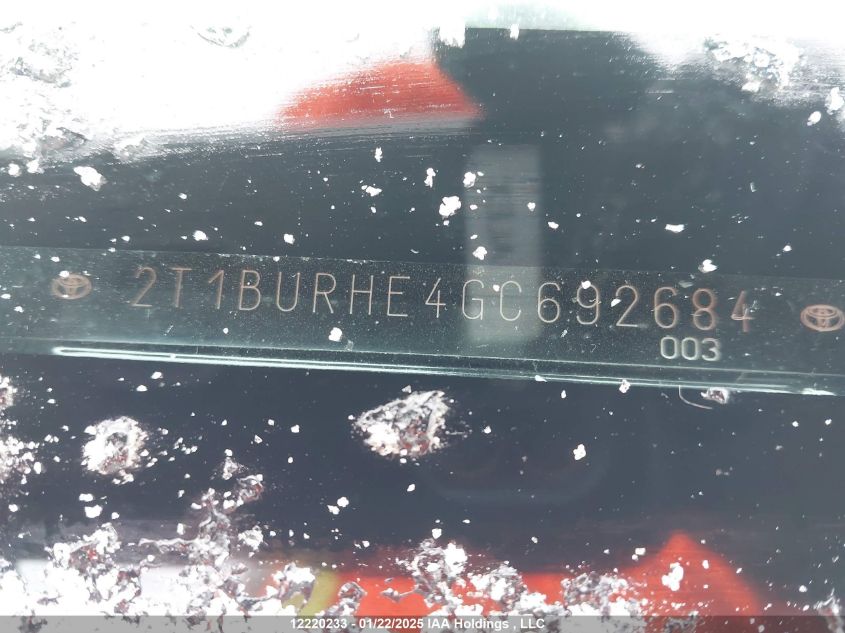 2T1BURHE4GC692684
003
12220233 - 01/22/2025 IAA Holdings , LLC